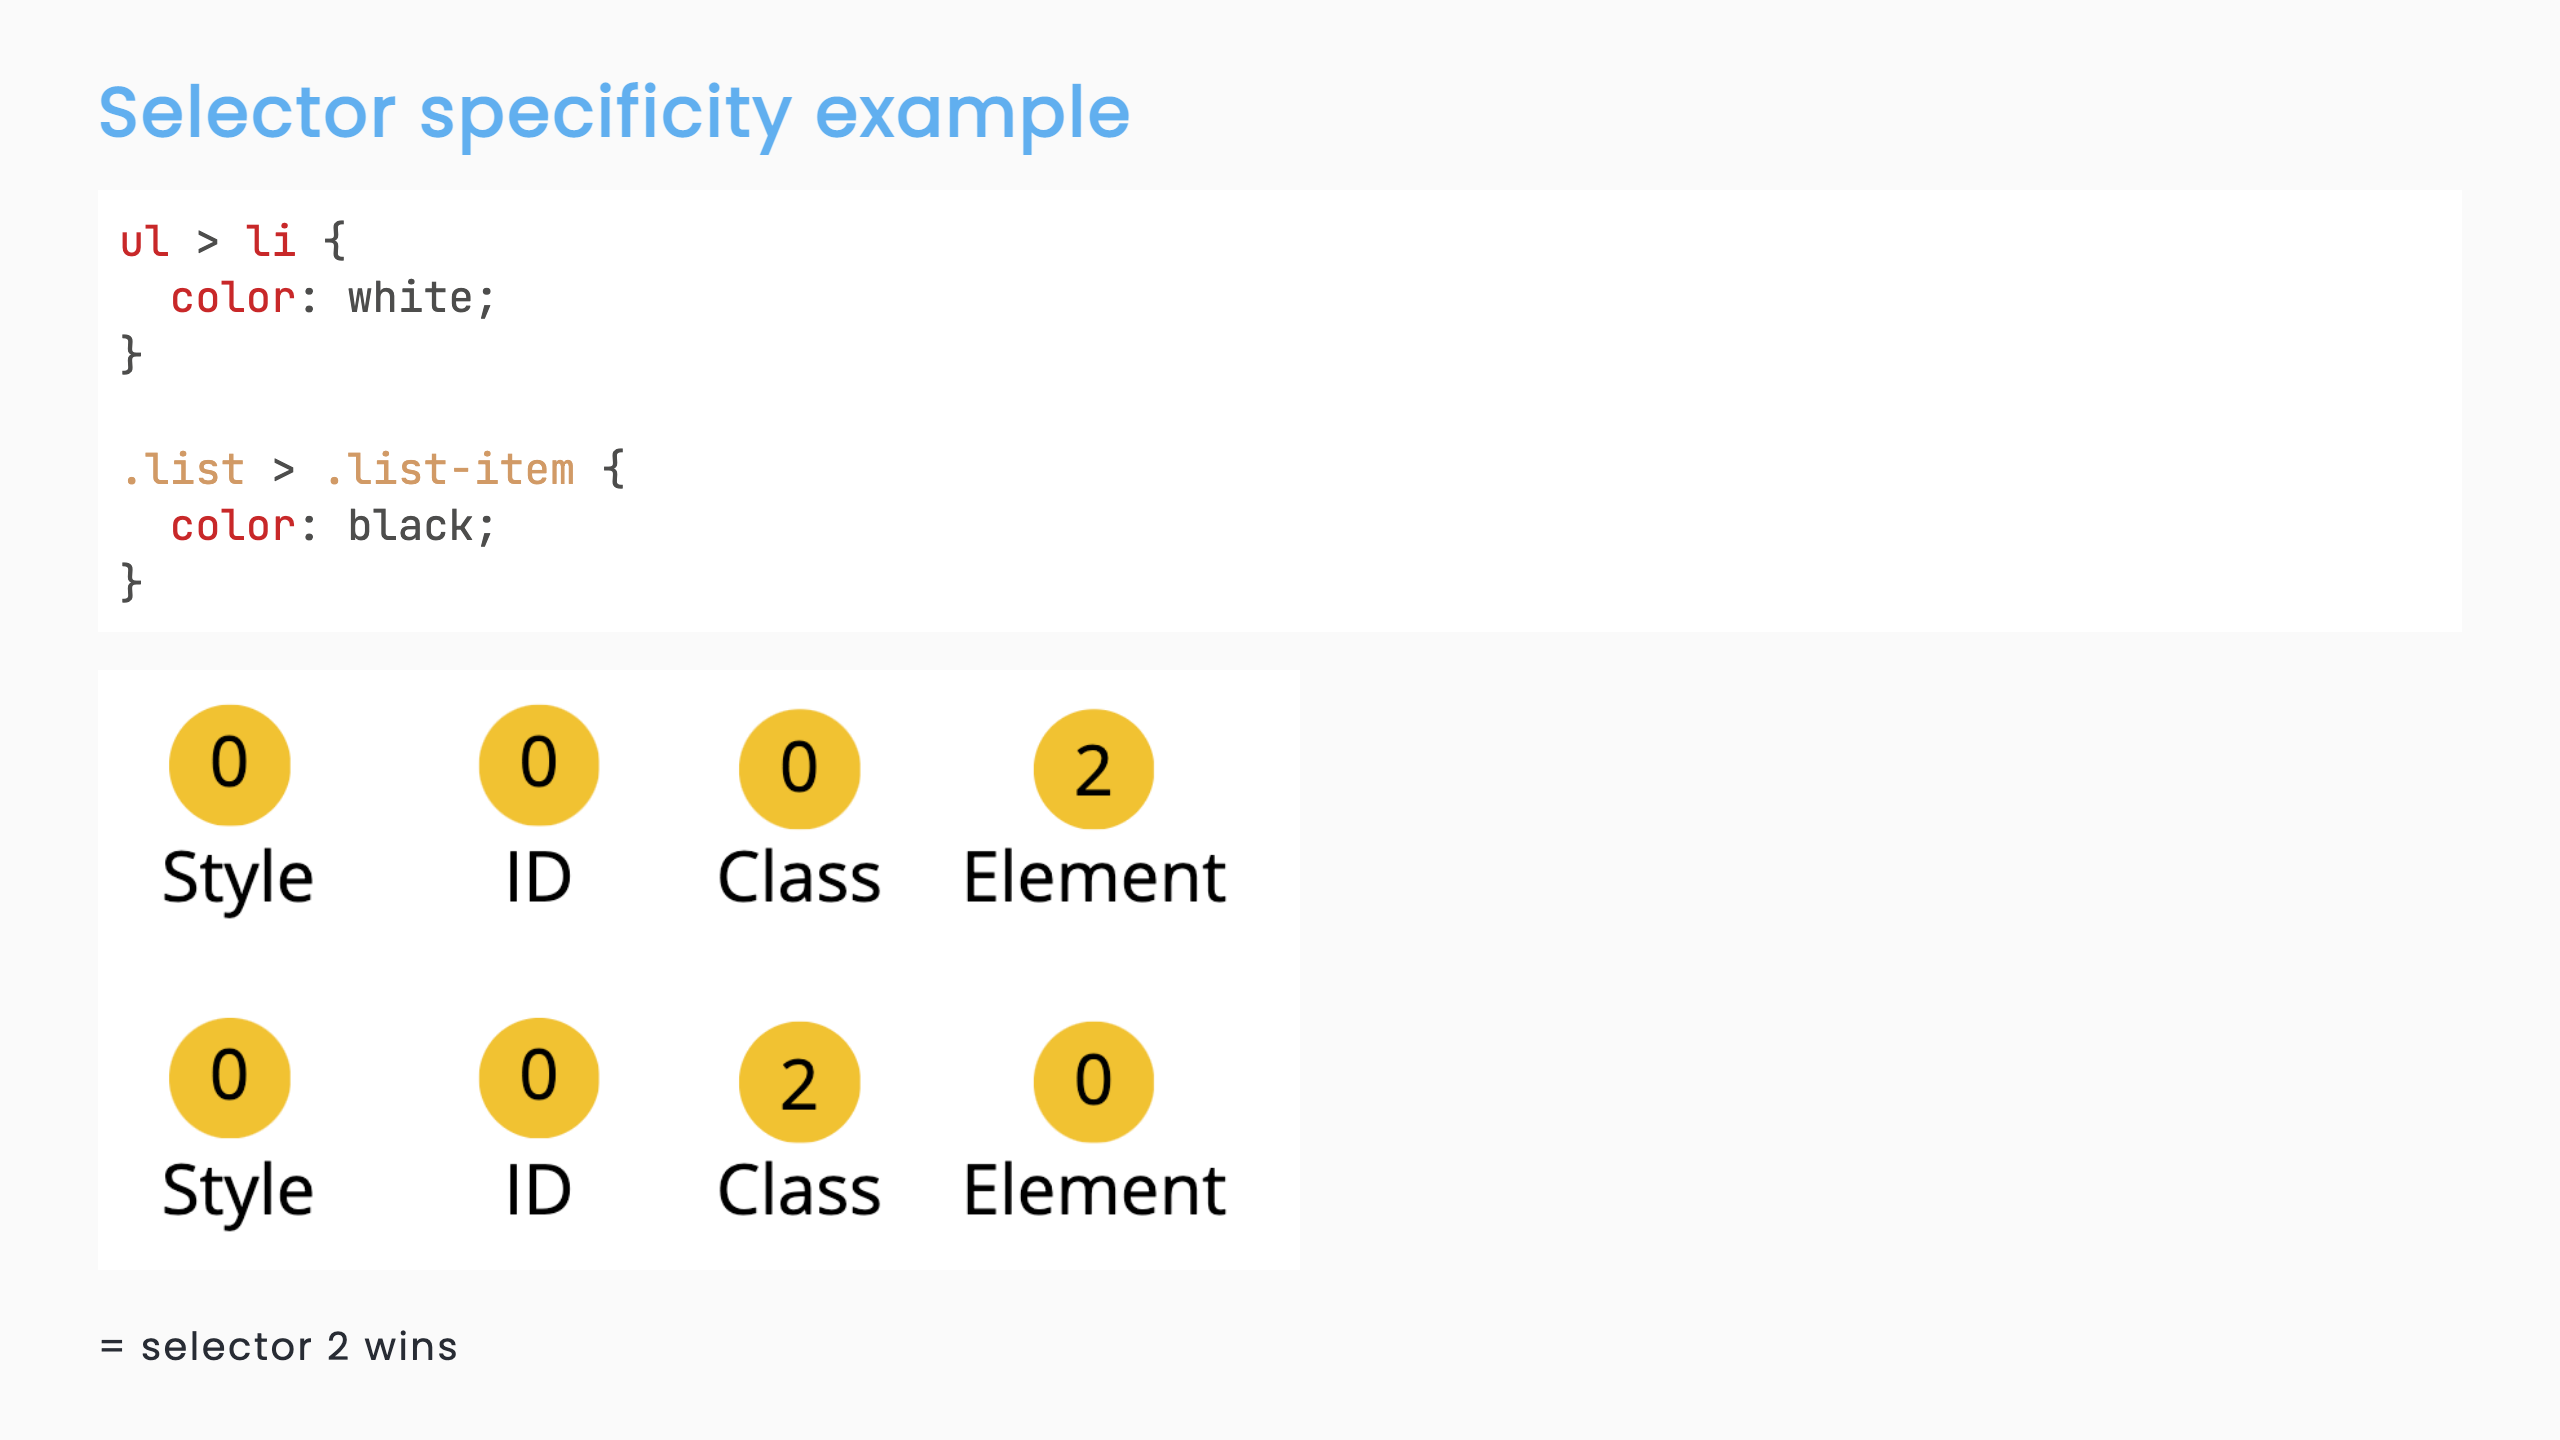 Selector specificity example
ul > li {
  color: white;
}
.list > .list-item {
  color: black;
}
0 0 0 2
Style ID Class Element
0 0 2 0
Style ID Class Element
= selector 2 wins